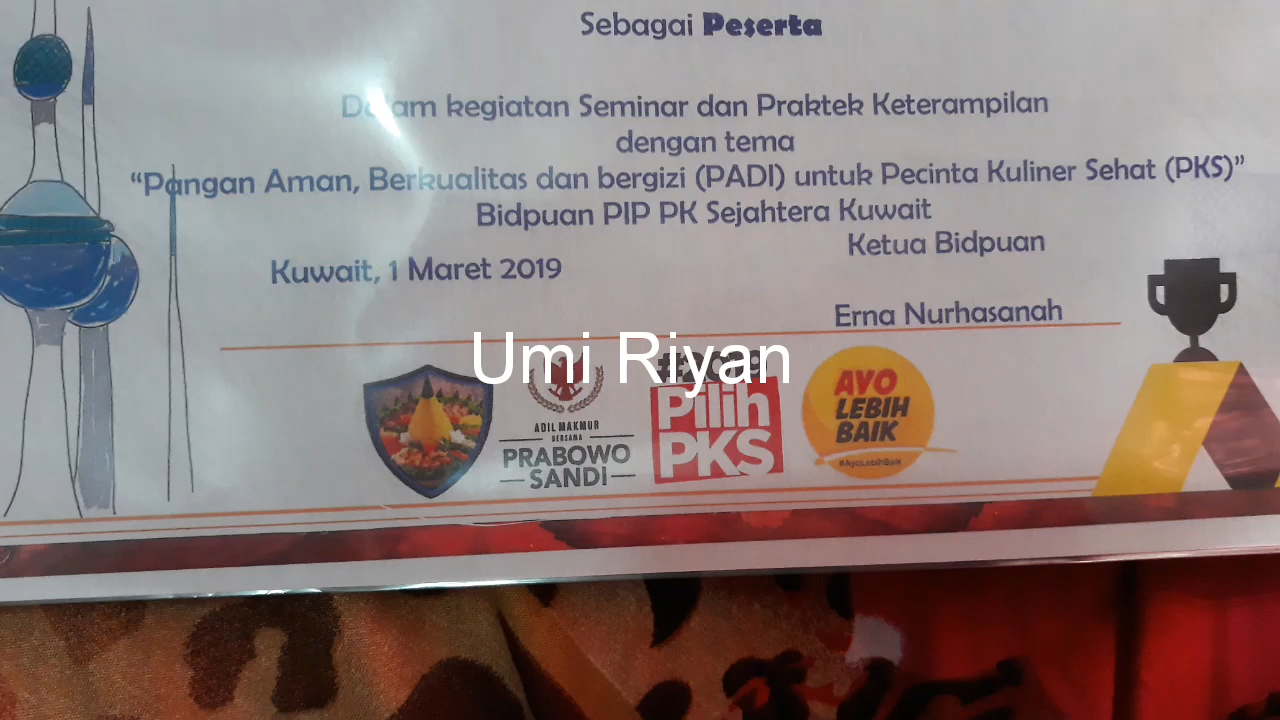 Sebagai Peserta
Dalam kegiatan Seminar dan Praktek Keterampilan
dengan tema
“Pangan Aman, Berkualitas dan bergizi (PADI) untuk Pecinta Kuliner Sehat (PKS)”
Bidpuan PIP PK Sejahtera Kuwait
Ketua Bidpuan
Kuwait, 1 Maret 2019
Erna Nurhasanah
Umi Riyan
ADIL MAKMUR
BERSAMA
PRABOWO
SANDI
Pilih
PKS
AYO
LEBIH
BAIK
#AyoLebihBaik